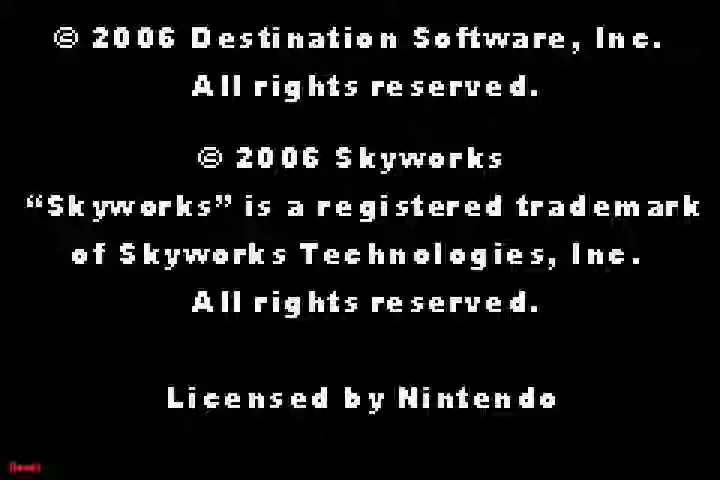 © 2006 Destination Software, Inc.
All rights reserved.
© 2006 Skyworks
“Skyworks” is a registered trademark
of Skyworks Technologies, Inc.
All rights reserved.
Licensed by Nintendo